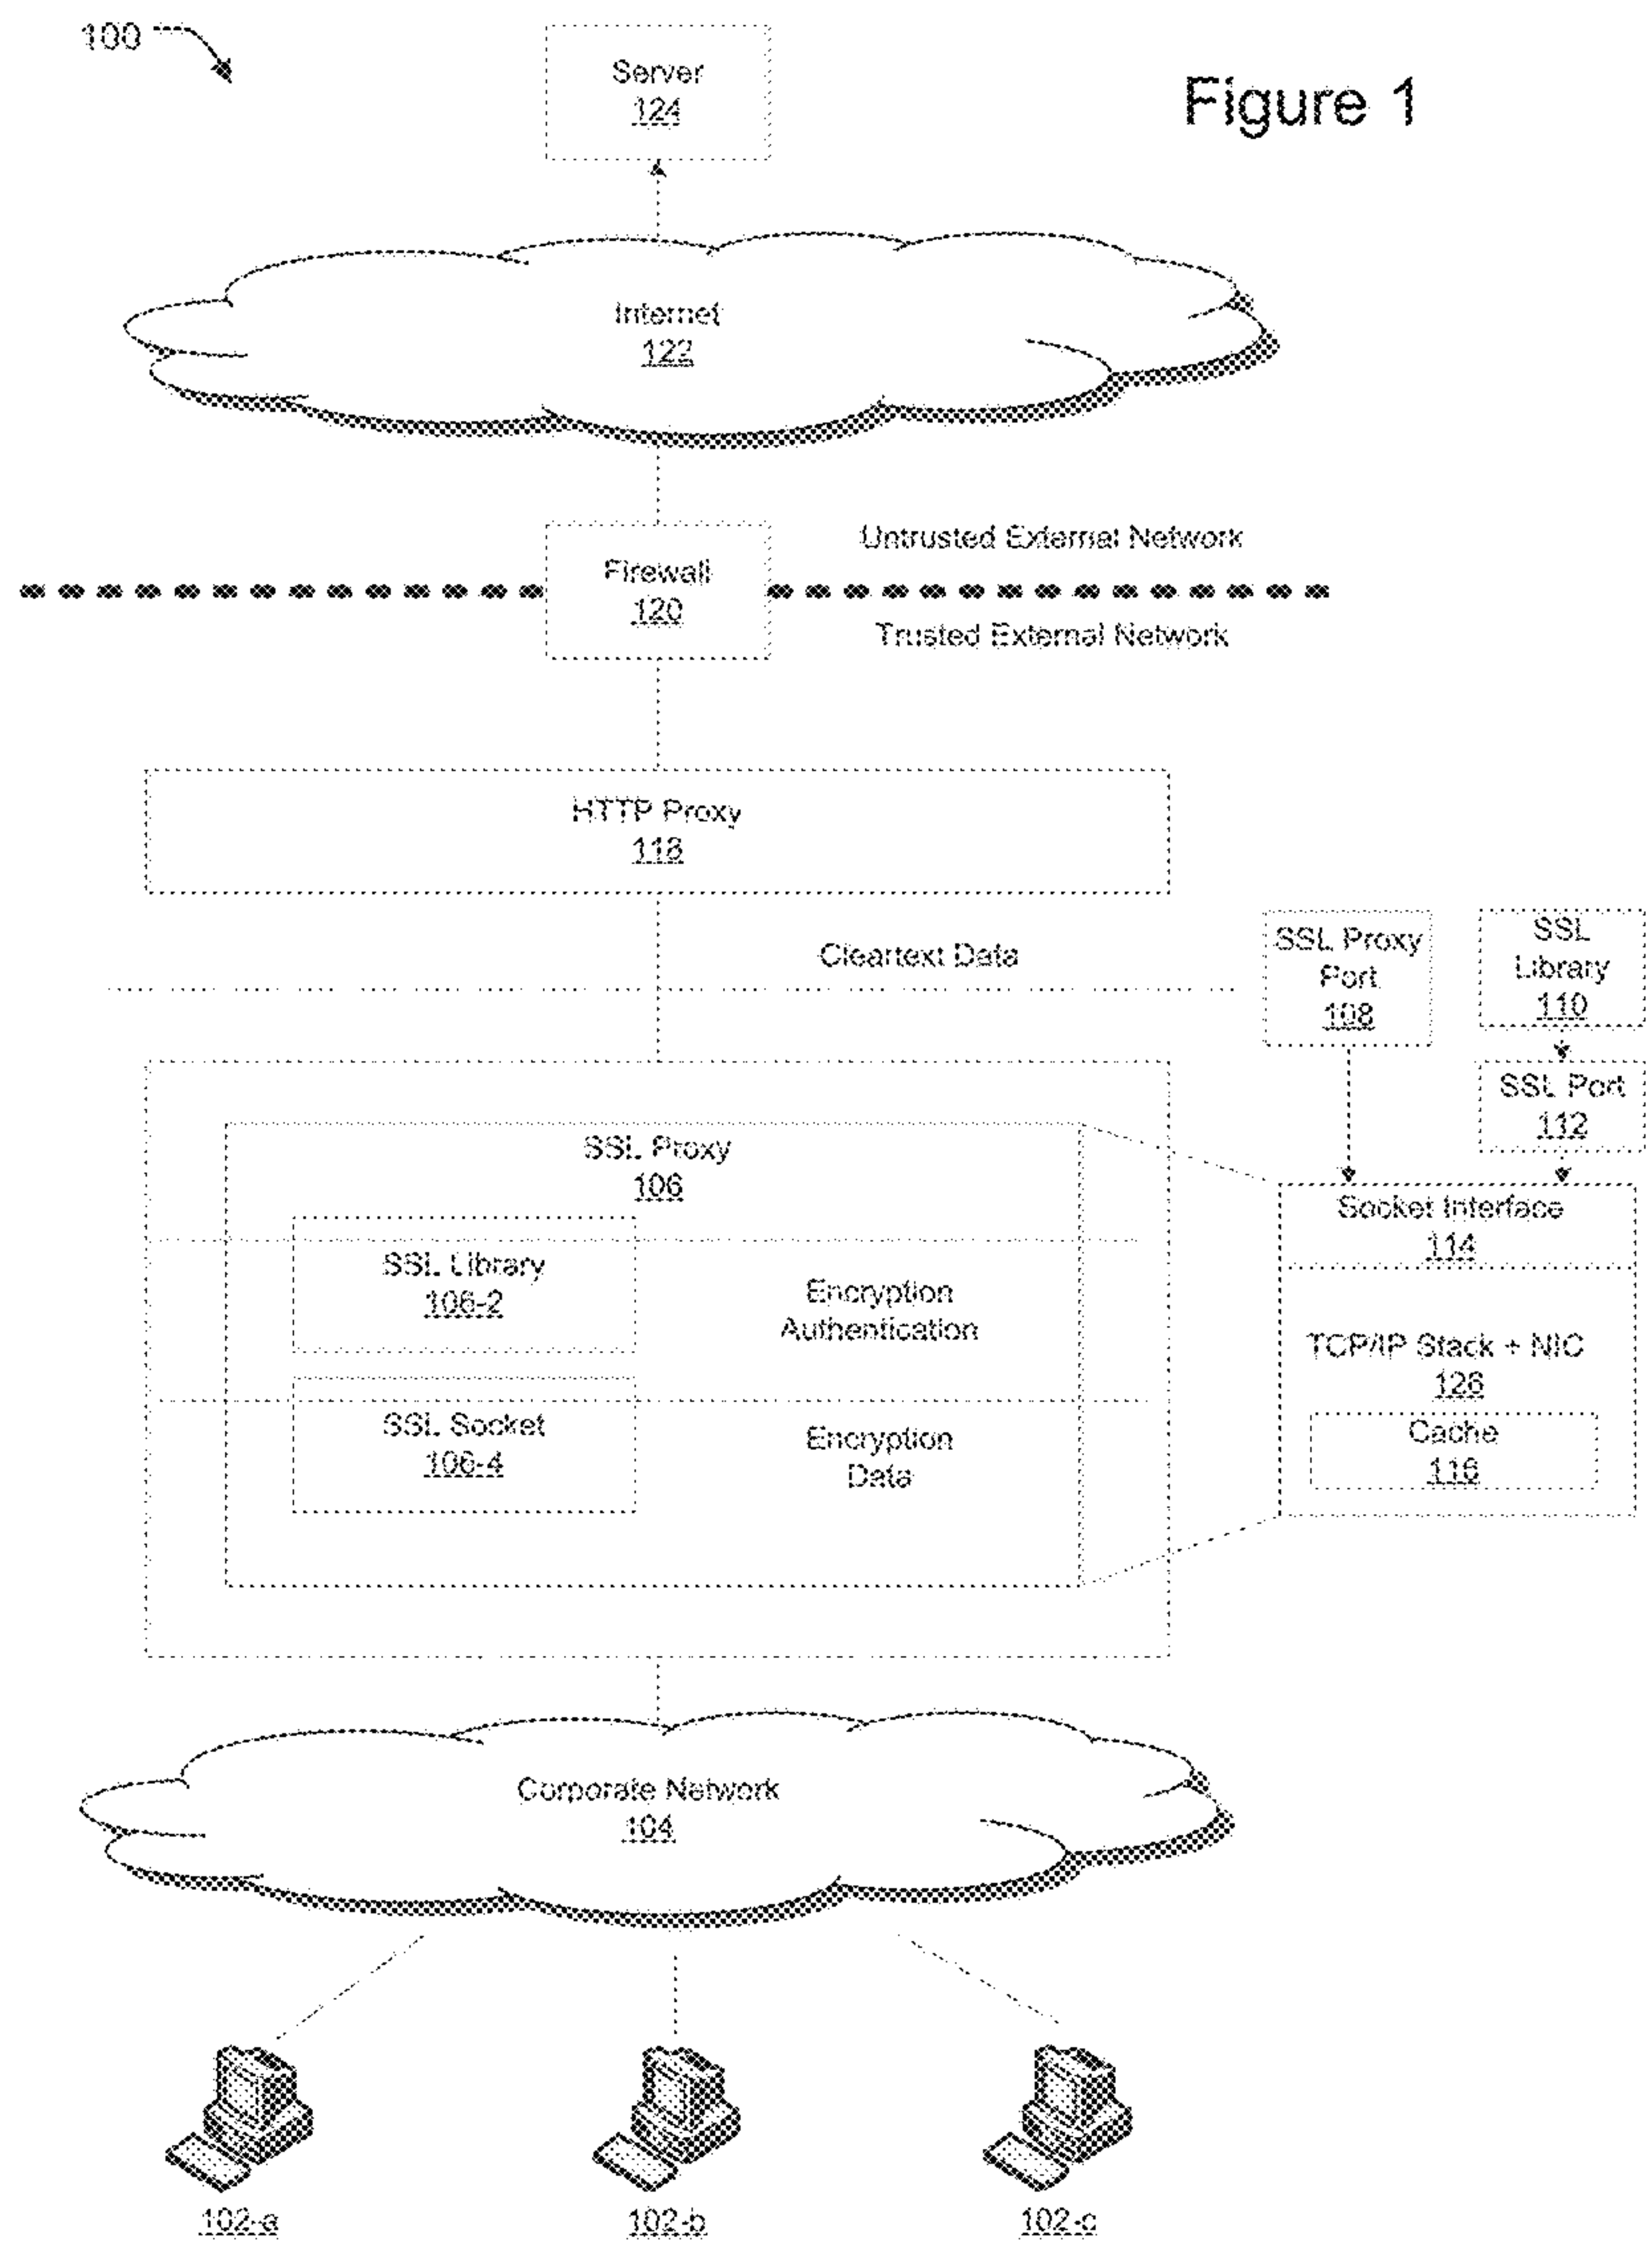 100
Figure 1
Server
124
Internet
122
Untrusted External Network
Firewall
120
Trusted External Network
HTTP Proxy
118
Cleartext Data
SSL Proxy
Port
108
SSL
Library
110
SSL Port
112
SSL Proxy
106
SSL Library
106-2
Encryption
Authentication
SSL Socket
106-4
Encryption
Data
Socket Interface
114
TCP/IP Stack + NIC
126
Cache
116
Corporate Network
104
102-a
102-b
102-c